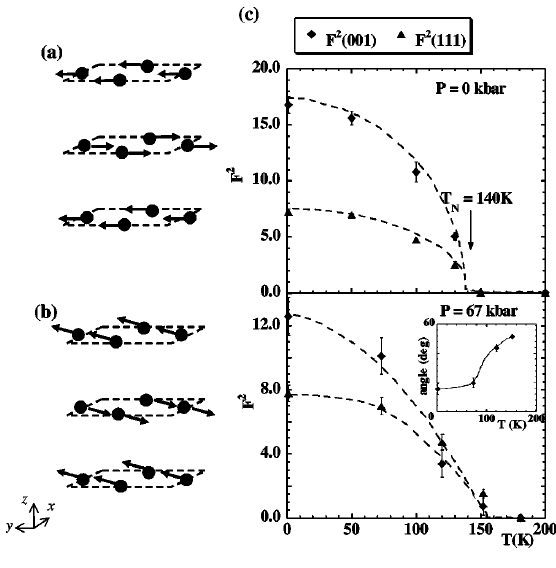 (a)
(b)
z
x
y
(c)
F²(001) F²(111)
P = 0 kbar
20.0
15.0
10.0
5.0
0.0
F²
T_N = 140K
P = 67 kbar
12.0
8.0
4.0
0.0
F²
0 50 100 150 200
T(K)
60
0
angle (deg)
100 200
T (K)